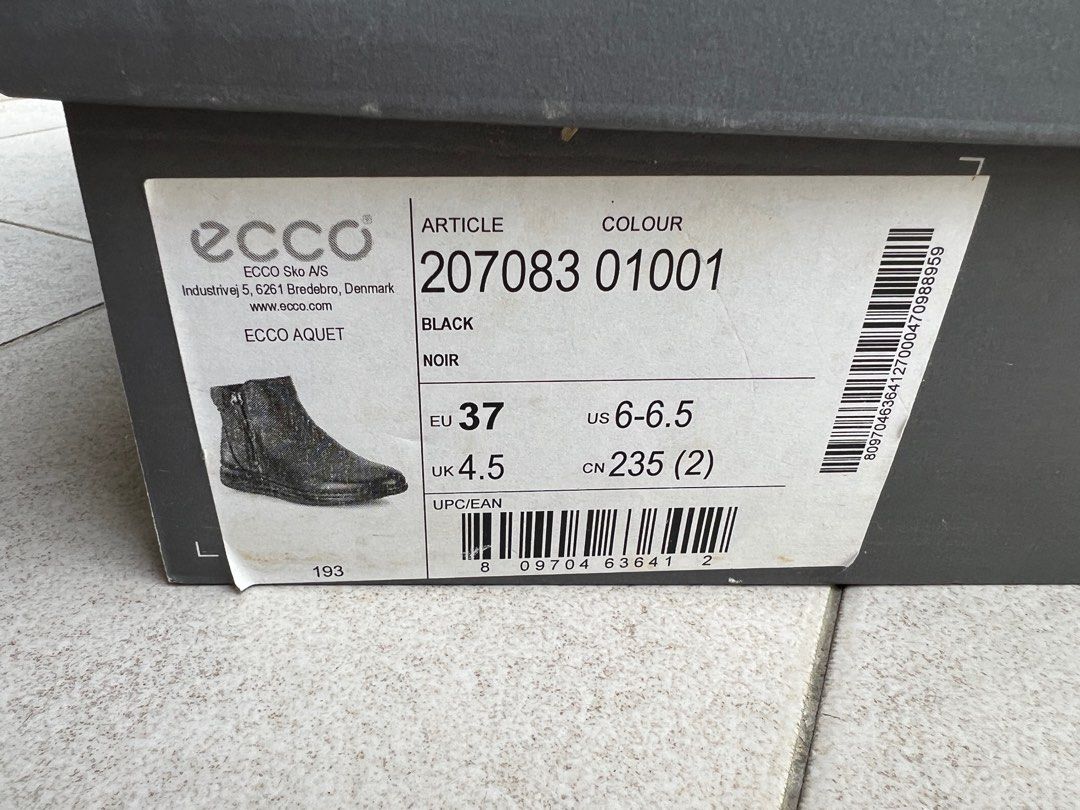 ecco®
ECCO Sko A/S
Industrivej 5, 6261 Bredebro, Denmark
www.ecco.com
ECCO AQUET
193
ARTICLE COLOUR
207083 01001
BLACK
NOIR
EU 37 US 6-6.5
UK 4.5 CN 235 (2)
UPC/EAN
8 09704 63641 2
8097046364127000470988959